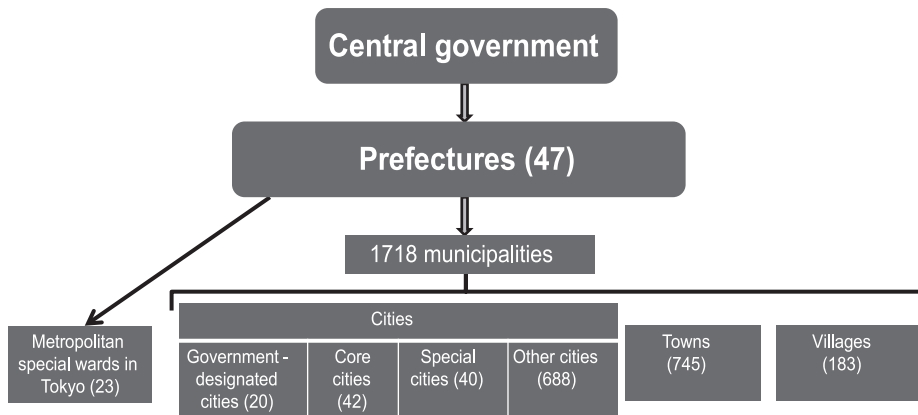 Central government
Prefectures (47)
1718 municipalities
Metropolitan
special wards in
Tokyo (23)
Cities
Government -
designated
cities (20)
Core
cities
(42)
Special
cities (40)
Other cities
(688)
Towns
(745)
Villages
(183)